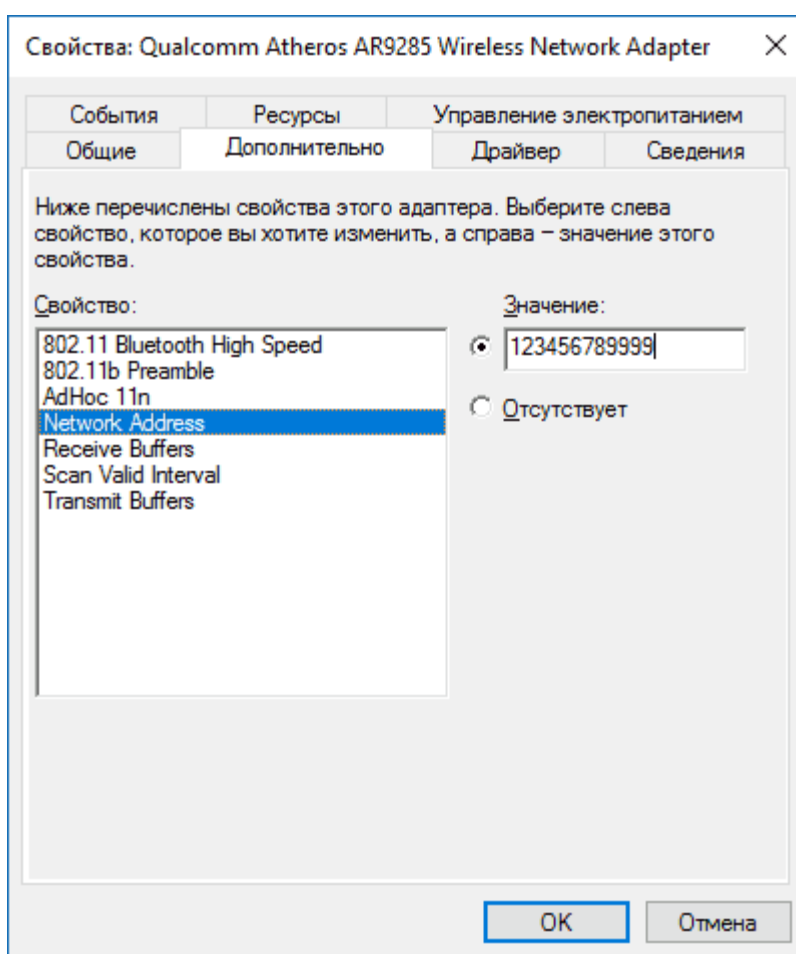 Свойства: Qualcomm Atheros AR9285 Wireless Network Adapter
События Ресурсы Управление электропитанием
Общие Дополнительно Драйвер Сведения
Ниже перечислены свойства этого адаптера. Выберите слева
свойство, которое вы хотите изменить, а справа – значение этого
свойства.
Свойство:
Значение:
802.11 Bluetooth High Speed
802.11b Preamble
AdHoc 11n
Network Address
Receive Buffers
Scan Valid Interval
Transmit Buffers
123456789999
Отсутствует
OK Отмена